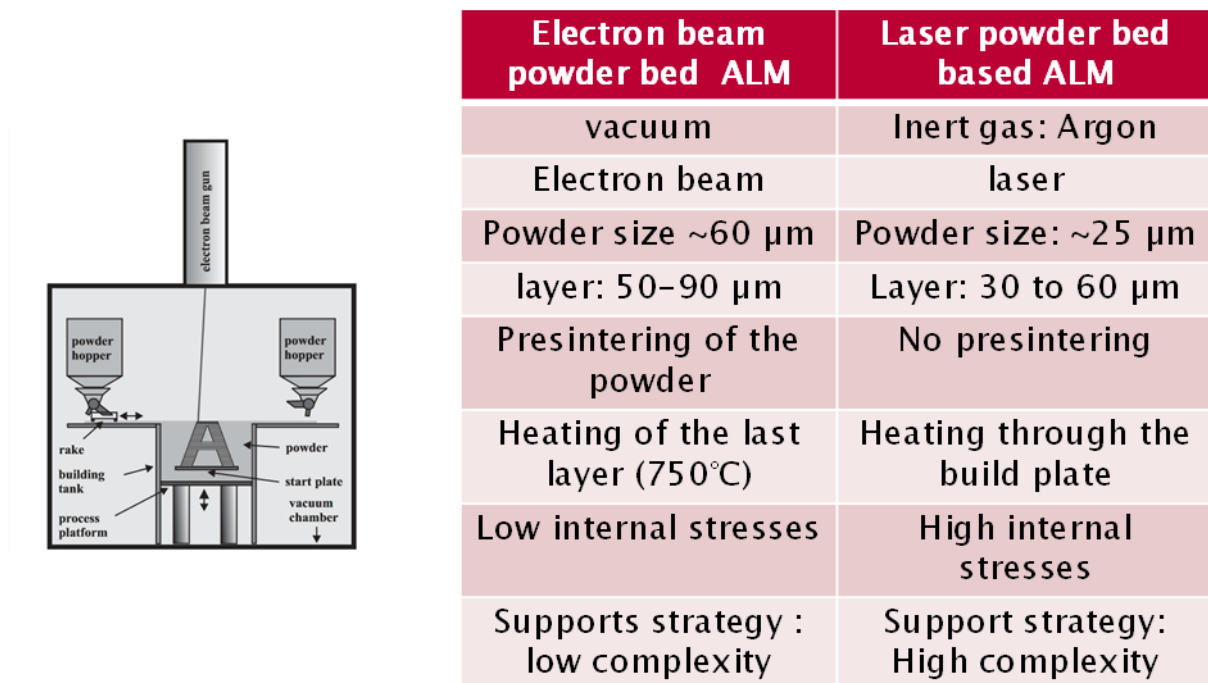 electron beam gun
powder
hopper
powder
hopper
rake
building
tank
process
platform
powder
start plate
vacuum
chamber
A
Electron beam
powder bed  ALM
Laser powder bed
based ALM
vacuum
Inert gas: Argon
Electron beam
laser
Powder size ~60 μm
Powder size: ~25 μm
layer: 50-90 μm
Layer: 30 to 60 μm
Presintering of the
powder
No presintering
Heating of the last
layer (750℃)
Heating through the
build plate
Low internal stresses
High internal
stresses
Supports strategy :
low complexity
Support strategy:
High complexity